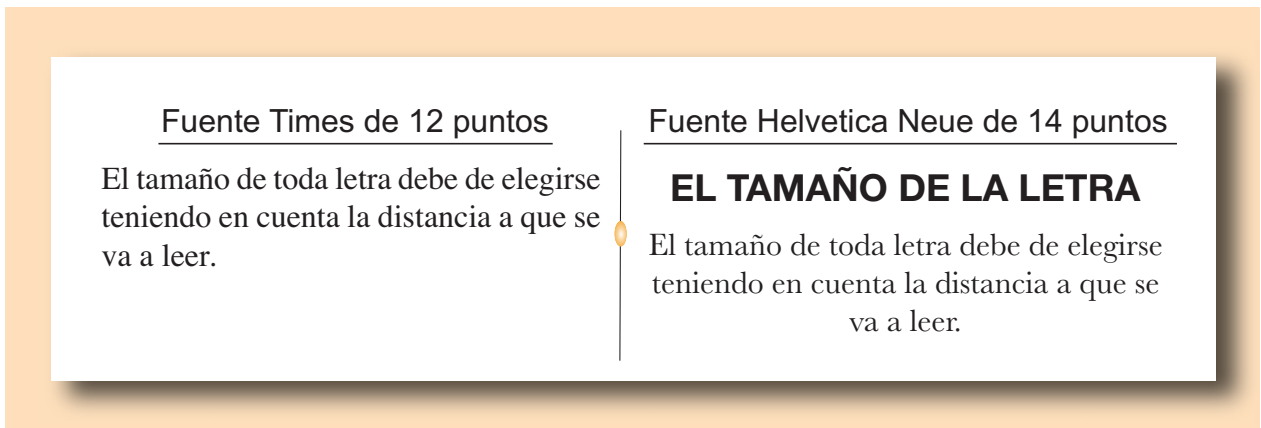 Fuente Times de 12 puntos
El tamaño de toda letra debe de elegirse
teniendo en cuenta la distancia a que se
va a leer.
Fuente Helvetica Neue de 14 puntos
EL TAMAÑO DE LA LETRA
El tamaño de toda letra debe de elegirse
teniendo en cuenta la distancia a que se
va a leer.